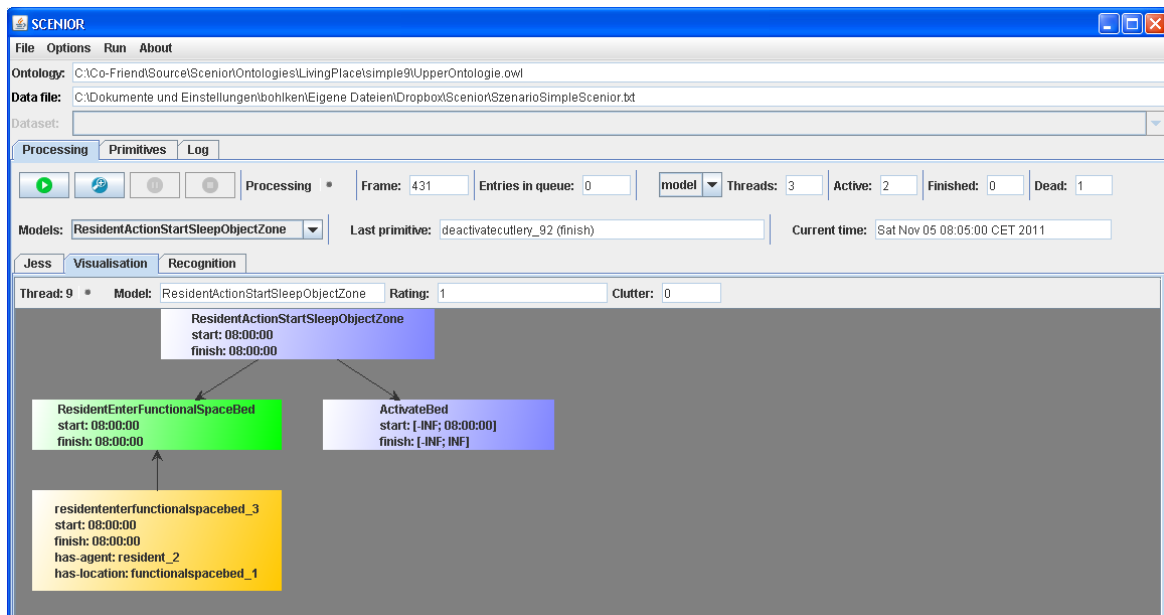 SCENIOR
File Options Run About
Ontology: C:\Co-Friend\Source\Scenior\Ontologies\LivingPlace\simple9\UpperOntologie.owl
Data file: C:\Dokumente und Einstellungen\bohlken\Eigene Dateien\Dropbox\Scenior\SzenarioSimpleScenior.txt
Dataset:
Processing Primitives Log
Processing Frame: 431 Entries in queue: 0 model Threads: 3 Active: 2 Finished: 0 Dead: 1
Models: ResidentActionStartSleepObjectZone Last primitive: deactivatecutlery_92 (finish) Current time: Sat Nov 05 08:05:00 CET 2011
Jess Visualisation Recognition
Thread: 9 Model: ResidentActionStartSleepObjectZone Rating: 1 Clutter: 0
ResidentActionStartSleepObjectZone
start: 08:00:00
finish: 08:00:00
ResidentEnterFunctionalSpaceBed
start: 08:00:00
finish: 08:00:00
ActivateBed
start: [-INF; 08:00:00]
finish: [-INF; INF]
residententerfunctionalspacebed_3
start: 08:00:00
finish: 08:00:00
has-agent: resident_2
has-location: functionalspacebed_1